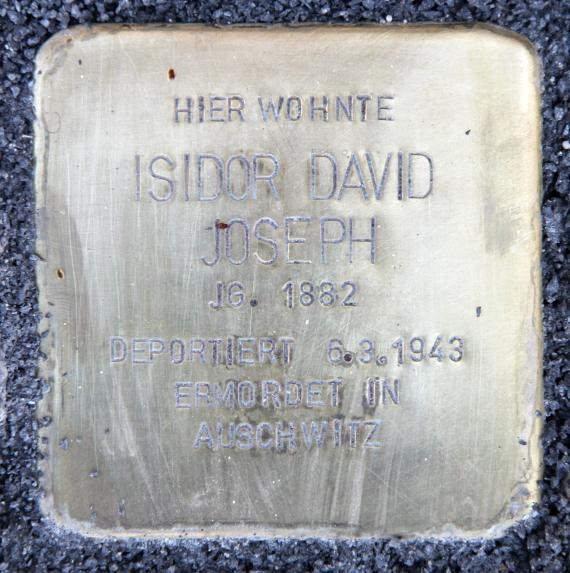 HIER WOHNTE
ISIDOR DAVID
JOSEPH
JG. 1882
DEPORTIERT 6.3.1943
ERMORDET IN
AUSCHWITZ